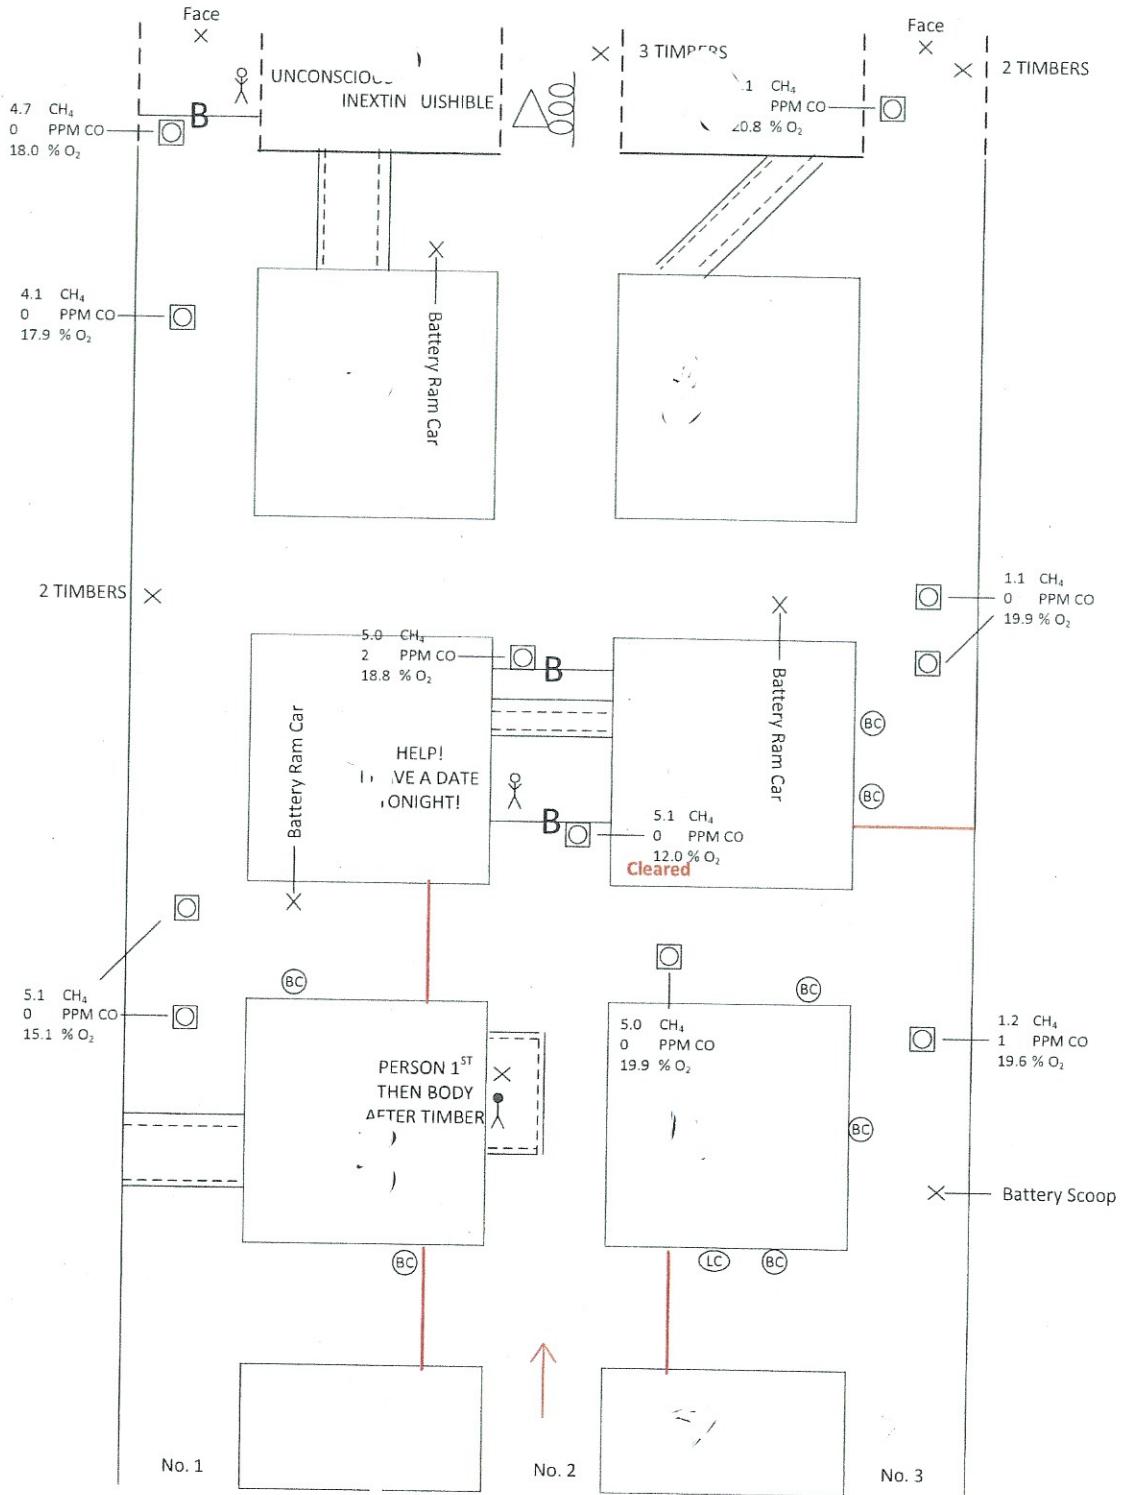 Face
Face
3 TIMBERS
2 TIMBERS
UNCONSCIOUS
4.7 CH₄
0 PPM CO
18.0 % O₂
B
.1 CH₄
PPM CO
20.8 % O₂
4.1 CH₄
0 PPM CO
17.9 % O₂
Battery Ram Car
2 TIMBERS
1.1 CH₄
0 PPM CO
19.9 % O₂
5.0 CH₄
2 PPM CO
18.8 % O₂
B
Battery Ram Car
Battery Ram Car
BC
HELP!
VE A DATE
ONIGHT!
BC
B
5.1 CH₄
0 PPM CO
12.0 % O₂
Cleared
BC
BC
5.1 CH₄
0 PPM CO
15.1 % O₂
5.0 CH₄
0 PPM CO
19.9 % O₂
1.2 CH₄
1 PPM CO
19.6 % O₂
PERSON 1ST
THEN BODY
AFTER TIMBER
BC
Battery Scoop
BC
LC
BC
No. 1
No. 2
No. 3